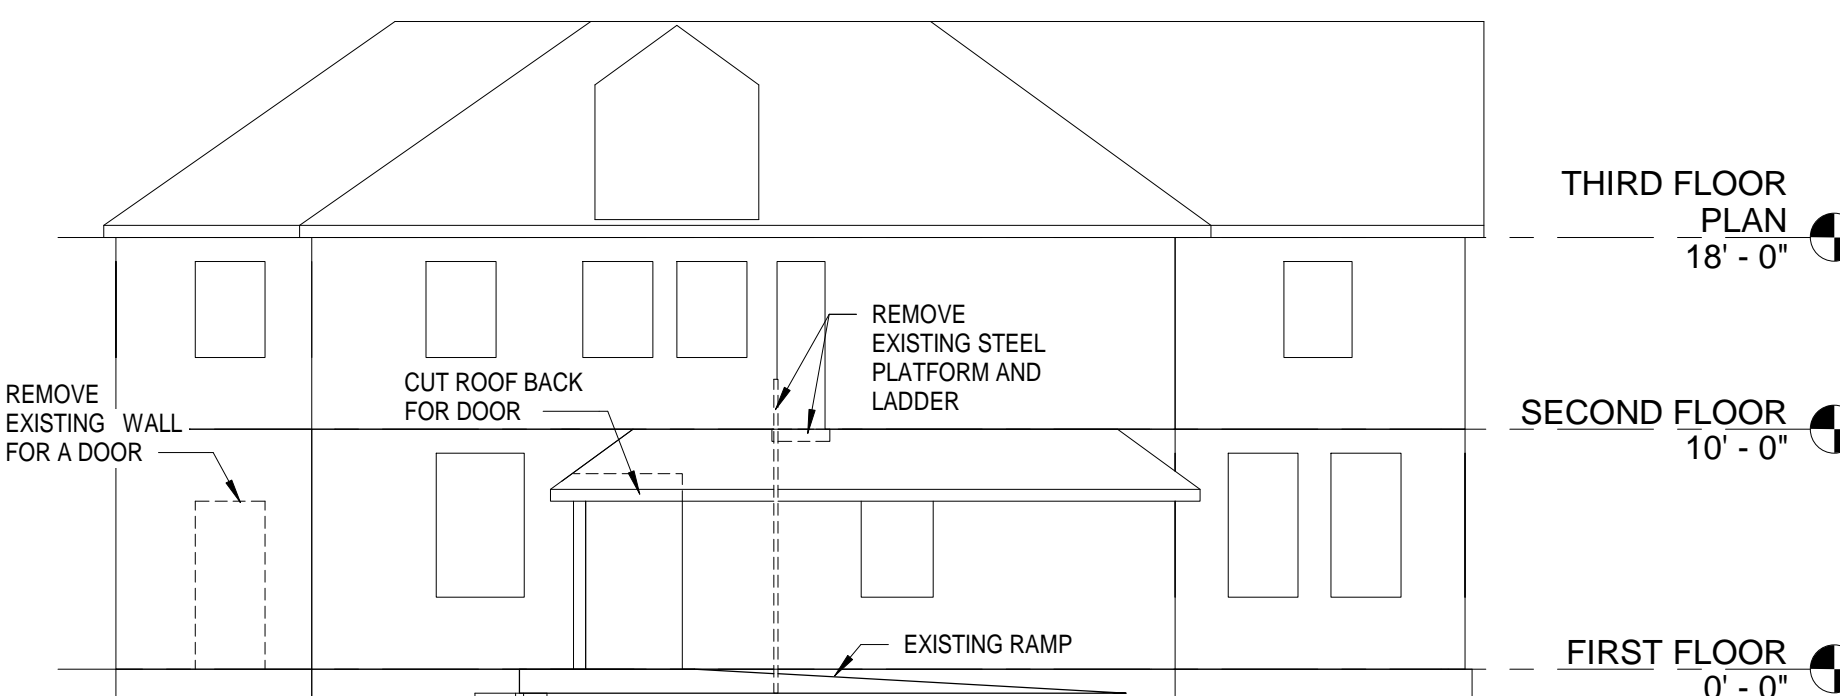 THIRD FLOOR
PLAN
18' - 0"
REMOVE
EXISTING STEEL
PLATFORM AND
LADDER
CUT ROOF BACK
FOR DOOR
REMOVE
EXISTING WALL
FOR A DOOR
SECOND FLOOR
10' - 0"
EXISTING RAMP
FIRST FLOOR
0' - 0"